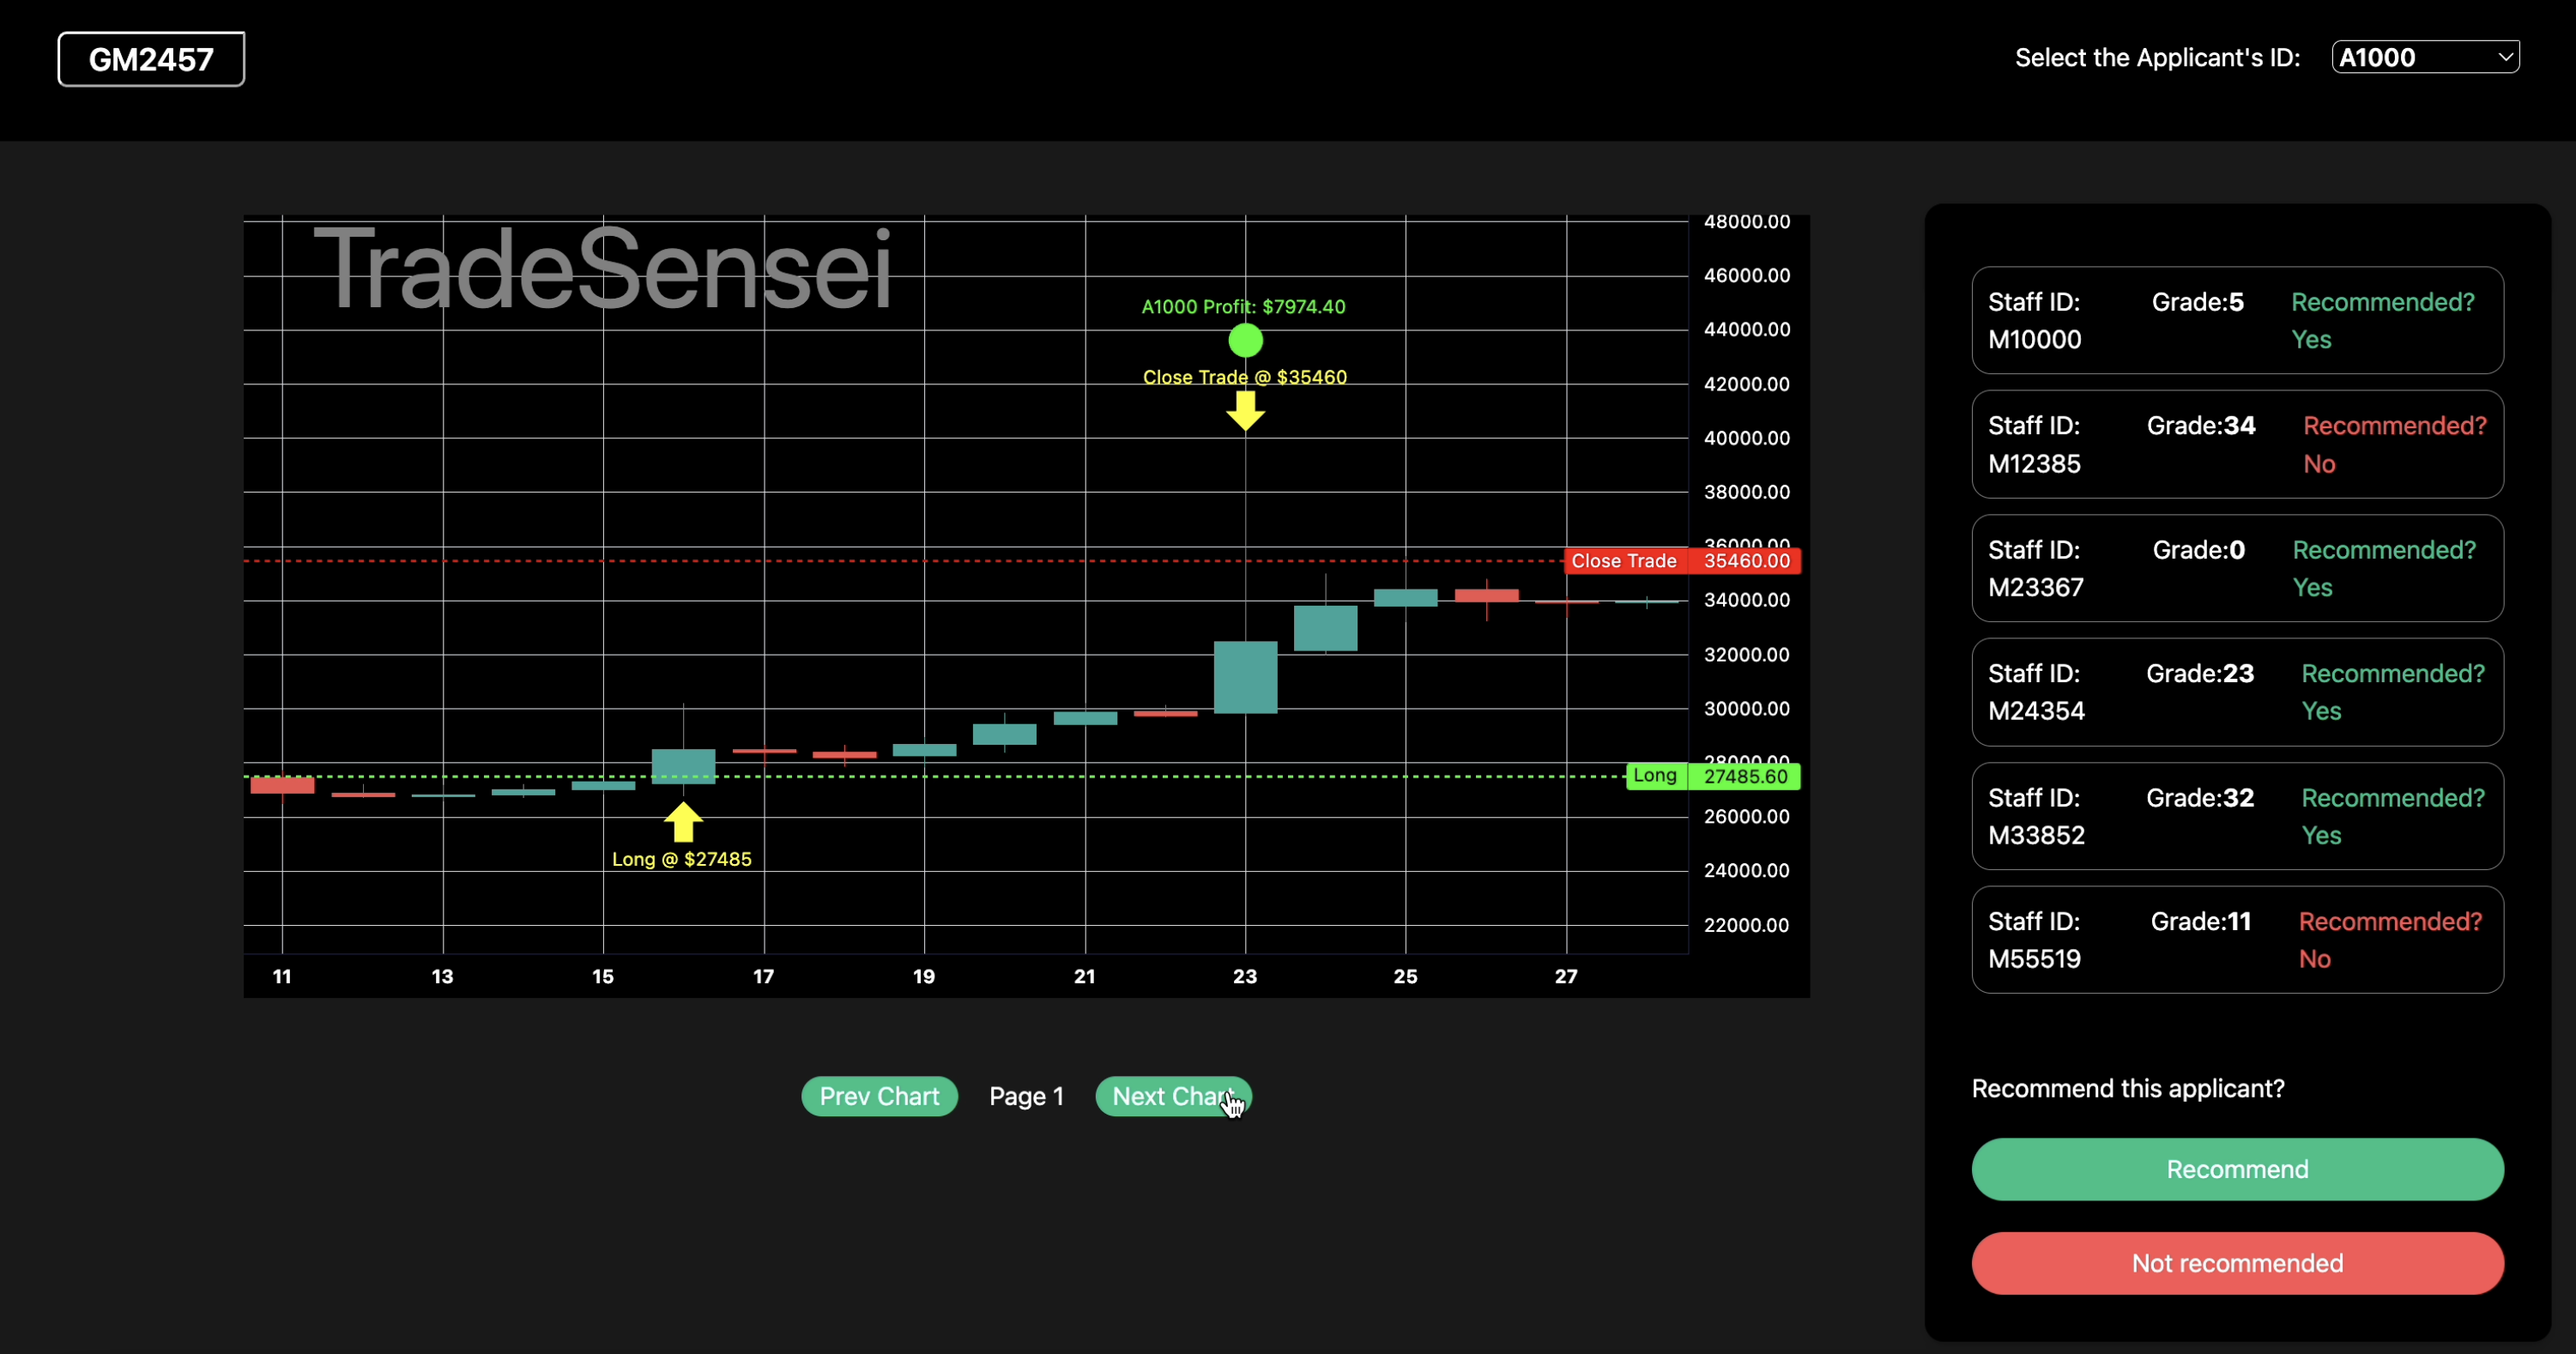 GM2457
Select the Applicant's ID: A1000
TradeSensei
A1000 Profit: $7974.40
Close Trade @ $35460
Long @ $27485
48000.00
46000.00
44000.00
42000.00
40000.00
38000.00
36000.00
Close Trade 35460.00
34000.00
32000.00
30000.00
28000.00
Long 27485.60
26000.00
24000.00
22000.00
11 13 15 17 19 21 23 25 27
Prev Chart Page 1 Next Chart
Staff ID: Grade:5 Recommended?
M10000 Yes
Staff ID: Grade:34 Recommended?
M12385 No
Staff ID: Grade:0 Recommended?
M23367 Yes
Staff ID: Grade:23 Recommended?
M24354 Yes
Staff ID: Grade:32 Recommended?
M33852 Yes
Staff ID: Grade:11 Recommended?
M55519 No
Recommend this applicant?
Recommend
Not recommended